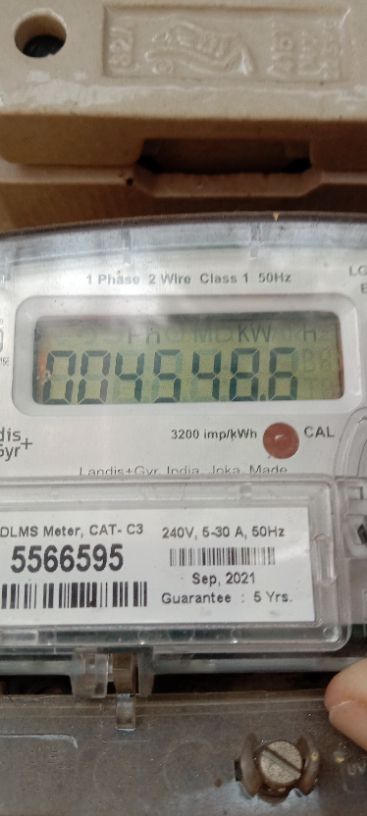 1 Phase 2 Wire Class 1 50Hz
004548.6
3200 imp/kWh CAL
Landis+Gyr, India, Joka, Made
DLMS Meter, CAT- C3 240V, 5-30 A, 50Hz
5566595
Sep, 2021
Guarantee : 5 Yrs.